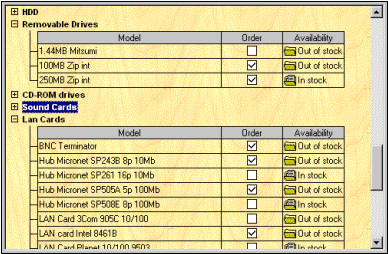 HDD
Removable Drives
Model Order Availability
1.44MB Mitsumi Out of stock
100MB Zip int Out of stock
250MB Zip int In stock
CD-ROM drives
Sound Cards
Lan Cards
Model Order Availability
BNC Terminator Out of stock
Hub Micronet SP243B 8p 10Mb Out of stock
Hub Micronet SP261 16p 10Mb In stock
Hub Micronet SP505A 5p 100Mb Out of stock
Hub Micronet SP508E 8p 100Mb In stock
LAN Card 3Com 905C 10/100 Out of stock
LAN card Intel 8461B Out of stock
LAN Card Planet 10/100 9503 In stock